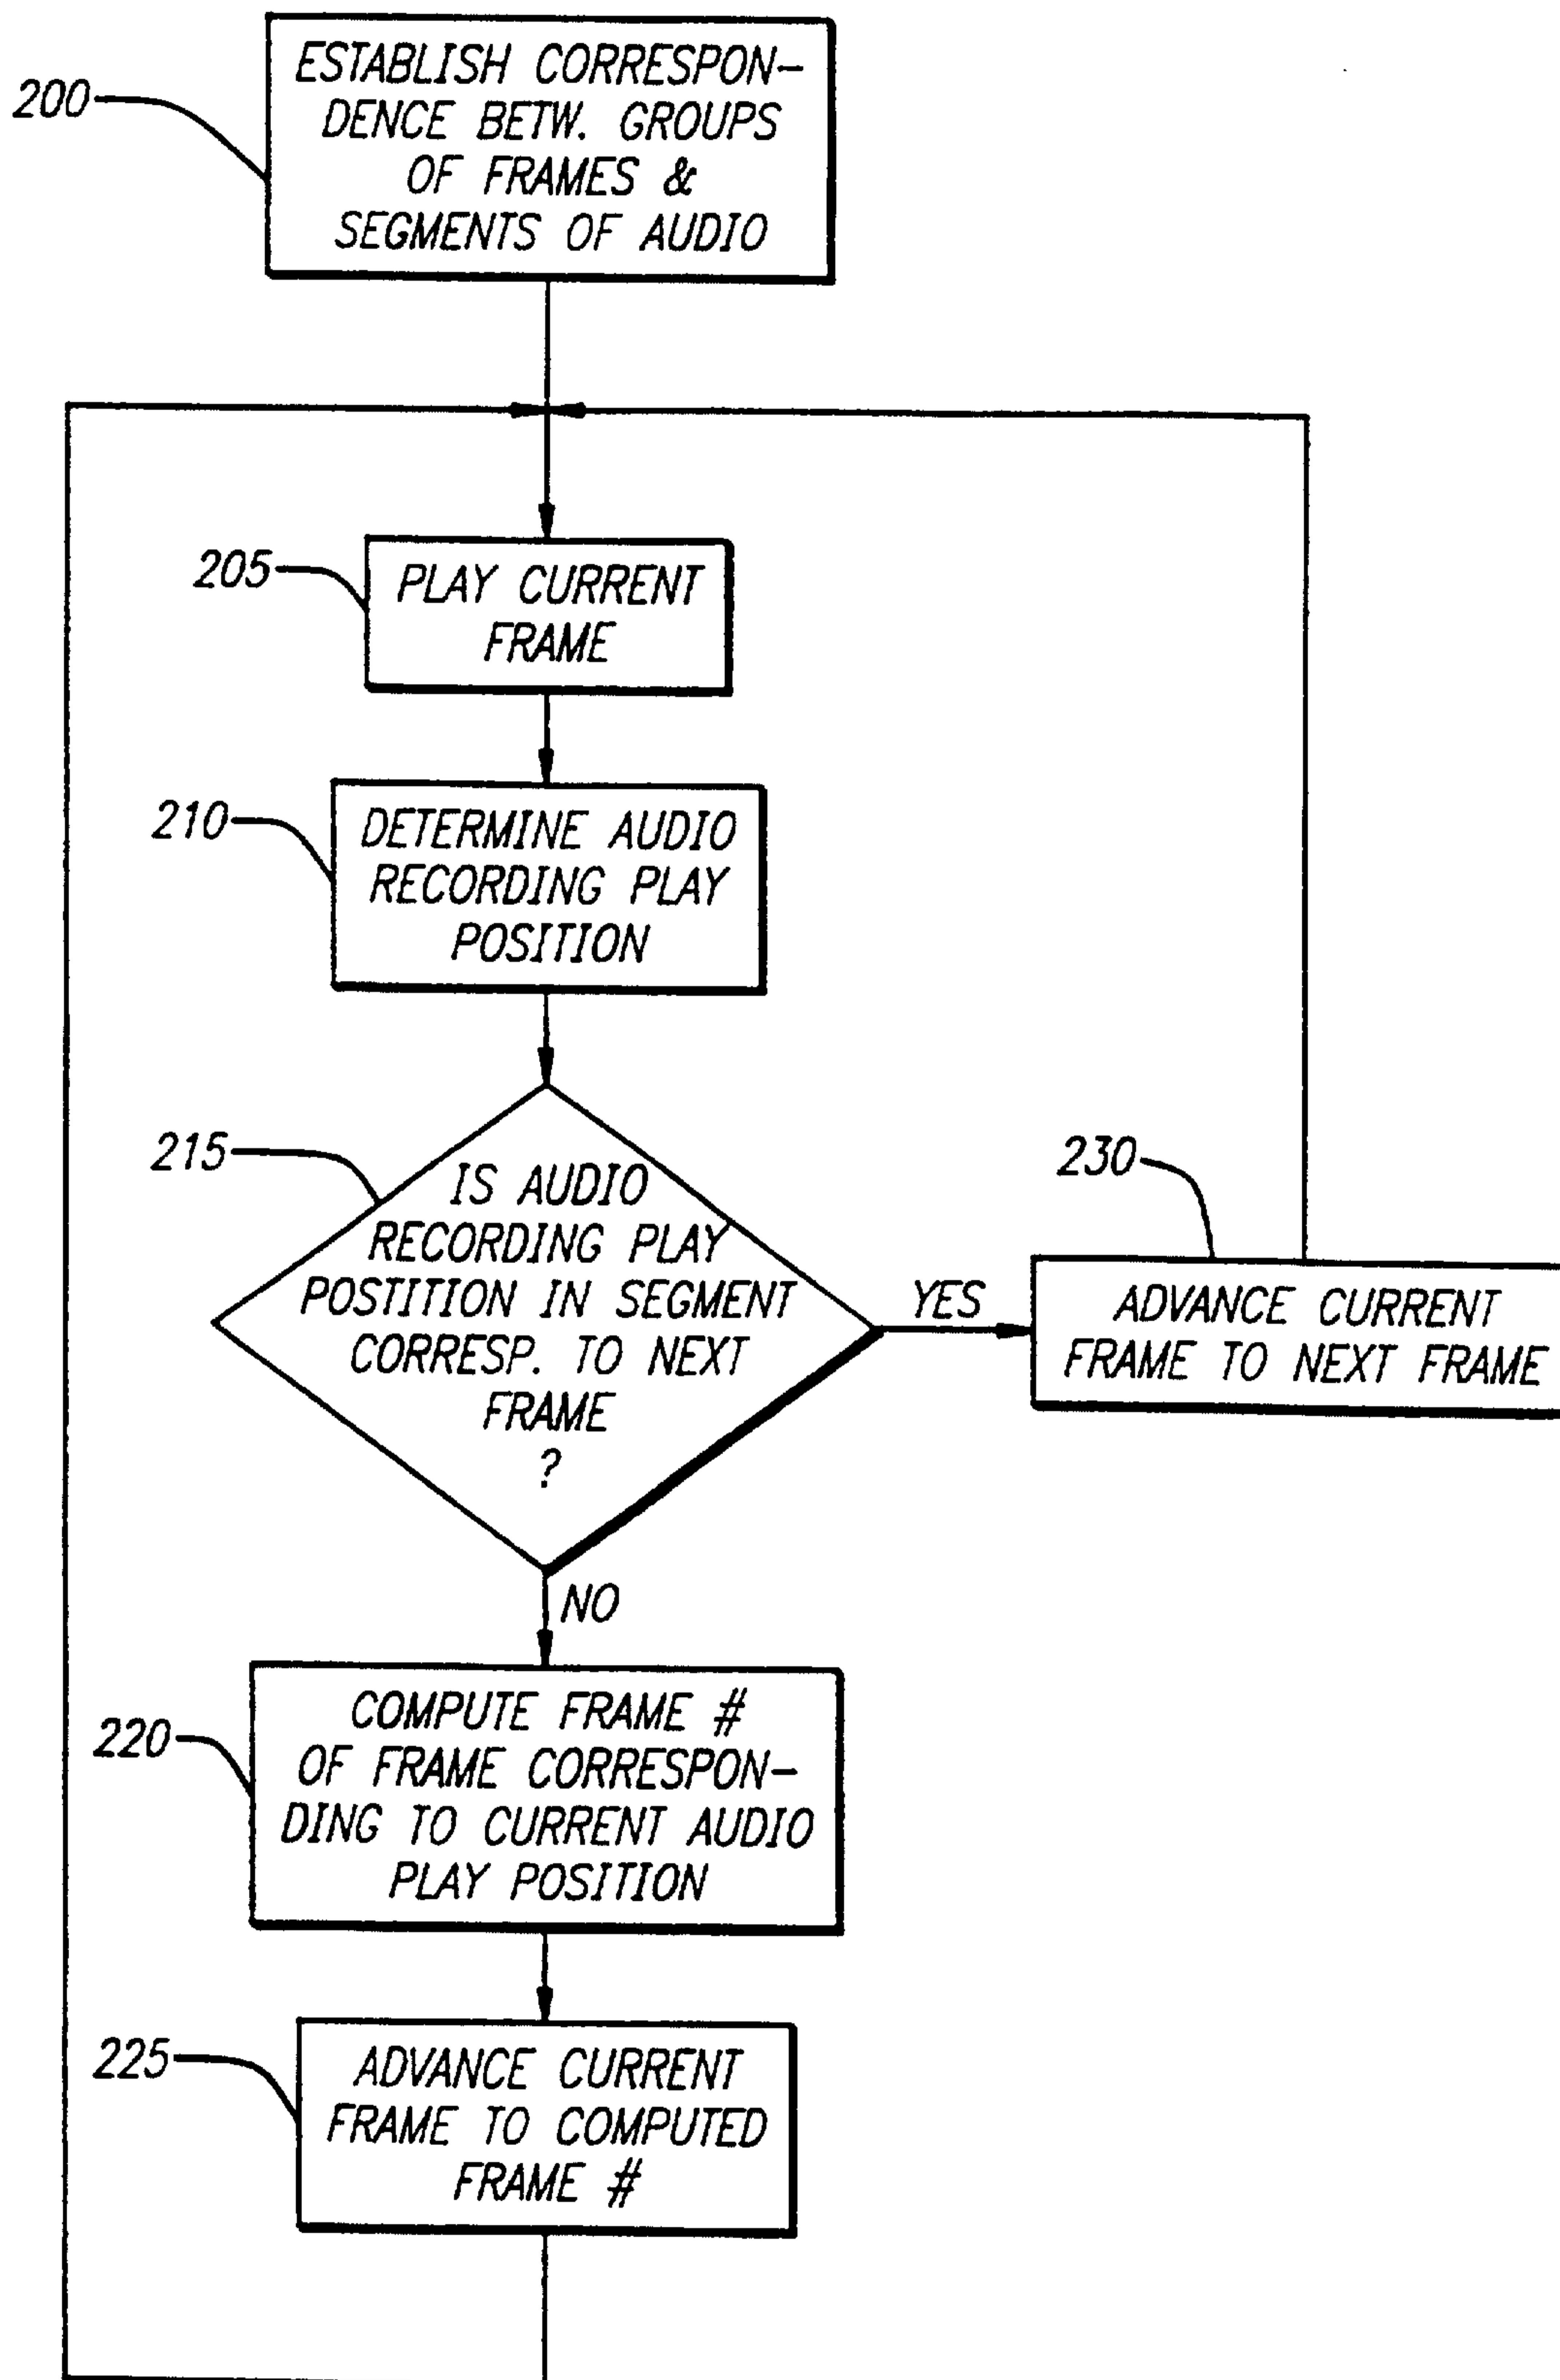 200
ESTABLISH CORRESPON-
DENCE BETW. GROUPS
OF FRAMES &
SEGMENTS OF AUDIO
205
PLAY CURRENT
FRAME
210
DETERMINE AUDIO
RECORDING PLAY
POSITION
215
IS AUDIO
RECORDING PLAY
POSTITION IN SEGMENT
CORRESP. TO NEXT
FRAME
?
YES
230
ADVANCE CURRENT
FRAME TO NEXT FRAME
NO
220
COMPUTE FRAME #
OF FRAME CORRESPON-
DING TO CURRENT AUDIO
PLAY POSITION
225
ADVANCE CURRENT
FRAME TO COMPUTED
FRAME #